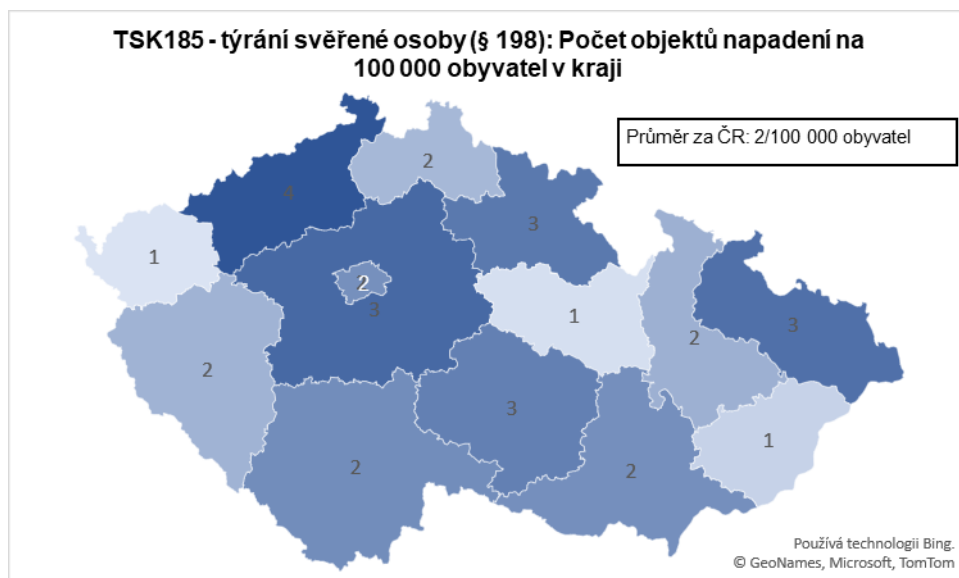 TSK185 - týrání svěřené osoby (§ 198): Počet objektů napadení na
100 000 obyvatel v kraji
Průměr za ČR: 2/100 000 obyvatel
2
4
3
1
2
3
1
3
2
2
3
1
2
2
Používá technologii Bing.
© GeoNames, Microsoft, TomTom